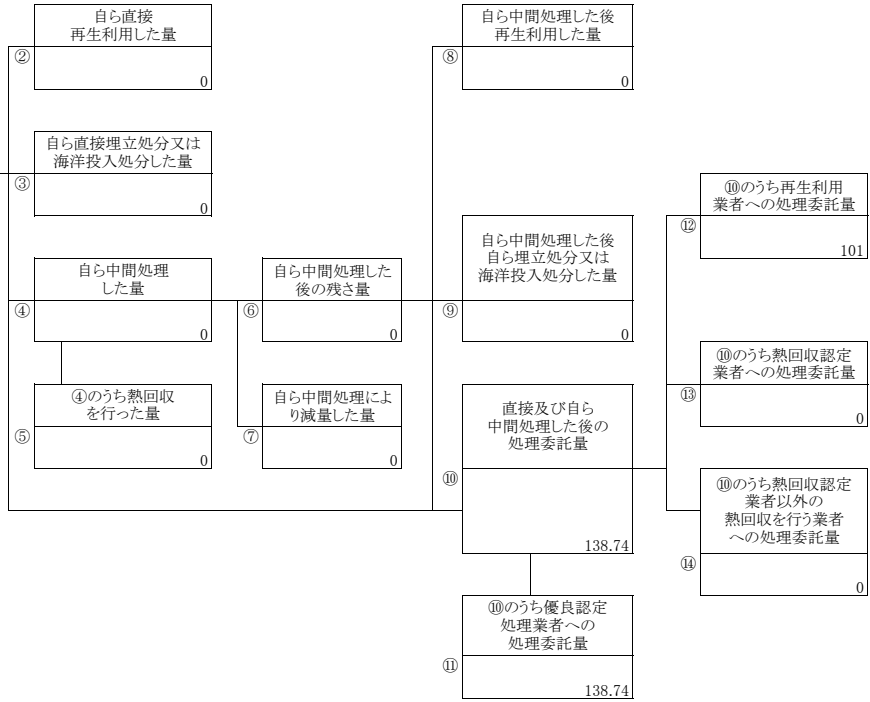 自ら直接
再生利用した量
②
0
自ら直接埋立処分又は
海洋投入処分した量
③
0
自ら中間処理
した量
④
0
④のうち熱回収
を行った量
⑤
0
自ら中間処理した
後の残さ量
⑥
0
自ら中間処理によ
り減量した量
⑦
0
自ら中間処理した後
再生利用した量
⑧
0
自ら中間処理した後
自ら埋立処分又は
海洋投入処分した量
⑨
0
直接及び自ら
中間処理した後の
処理委託量
⑩
138.74
⑩のうち優良認定
処理業者への
処理委託量
⑪
138.74
⑩のうち再生利用
業者への処理委託量
⑫
101
⑩のうち熱回収認定
業者への処理委託量
⑬
0
⑩のうち熱回収認定
業者以外の
熱回収を行う業者
への処理委託量
⑭
0